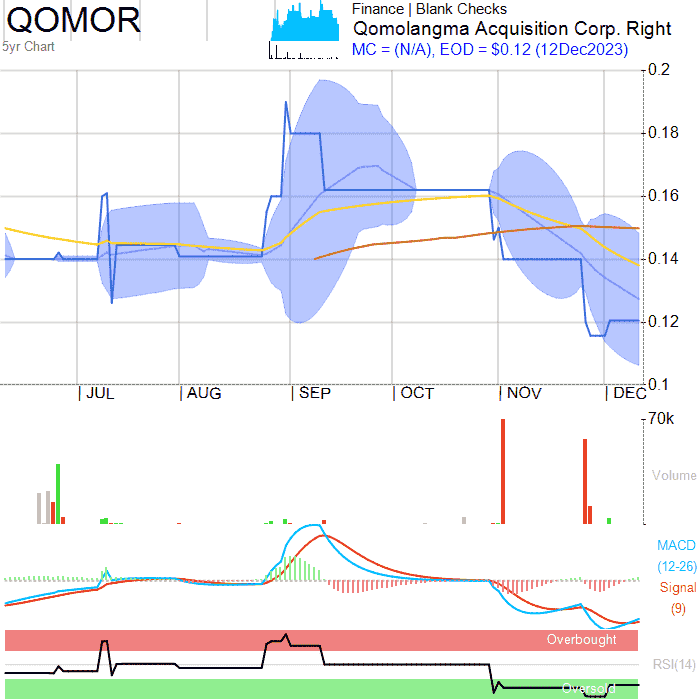 QOMOR
5yr Chart
Finance | Blank Checks
Qomolangma Acquisition Corp. Right
MC = (N/A), EOD = $0.12 (12Dec2023)
0.2
0.18
0.16
0.14
0.12
0.1
| JUL | AUG | SEP | OCT | NOV | DEC
70k
Volume
MACD
(12-26)
Signal
(9)
Overbought
RSI(14)
Oversold